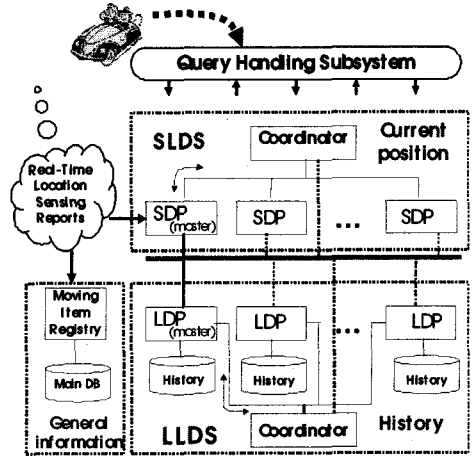 Query Handling Subsystem
SLDS
Coordinator
Current
position
Real-Time
Location
Sensing
Reports
SDP
(master)
SDP
...
SDP
Moving
Item
Registry
Main DB
General
information
LDP
(master)
LDP
...
LDP
History
History
History
LLDS
Coordinator
History